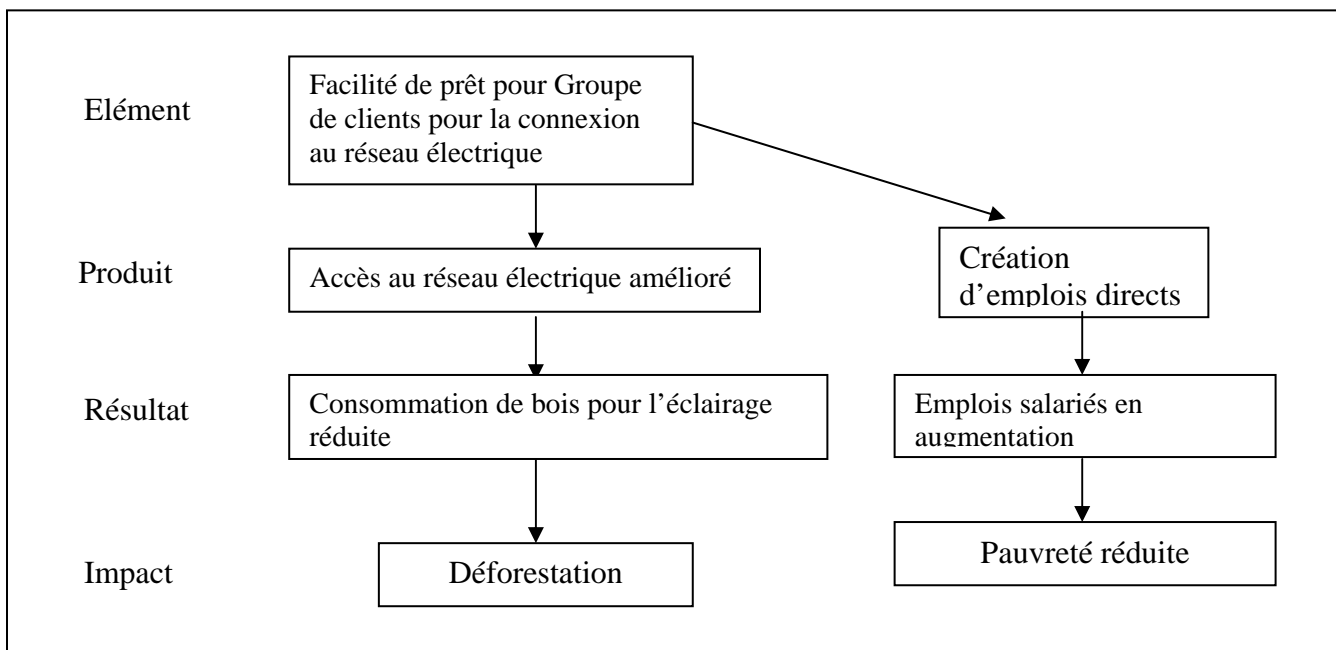 Elément
Facilité de prêt pour Groupe
de clients pour la connexion
au réseau électrique
Produit
Accès au réseau électrique amélioré
Création
d’emplois directs
Résultat
Consommation de bois pour l’éclairage
réduite
Emplois salariés en
augmentation
Impact
Déforestation
Pauvreté réduite